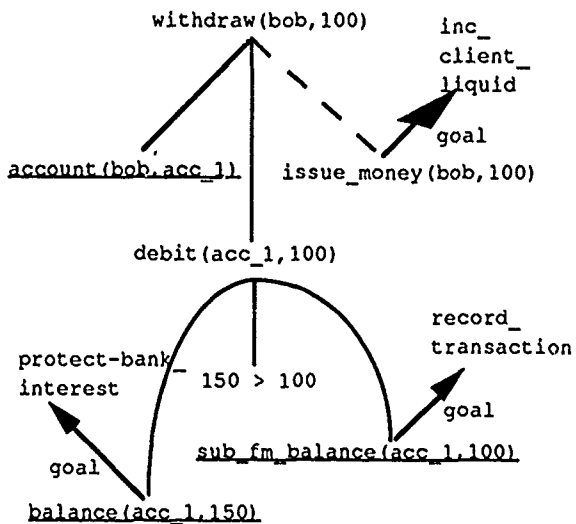 withdraw(bob,100)
inc_
client_
liquid
goal
account(bob,acc_1)
issue_money(bob,100)
debit(acc_1,100)
record_
transaction
protect-bank_
interest
150 > 100
goal
sub_fm_balance(acc_1,100)
goal
balance(acc_1,150)